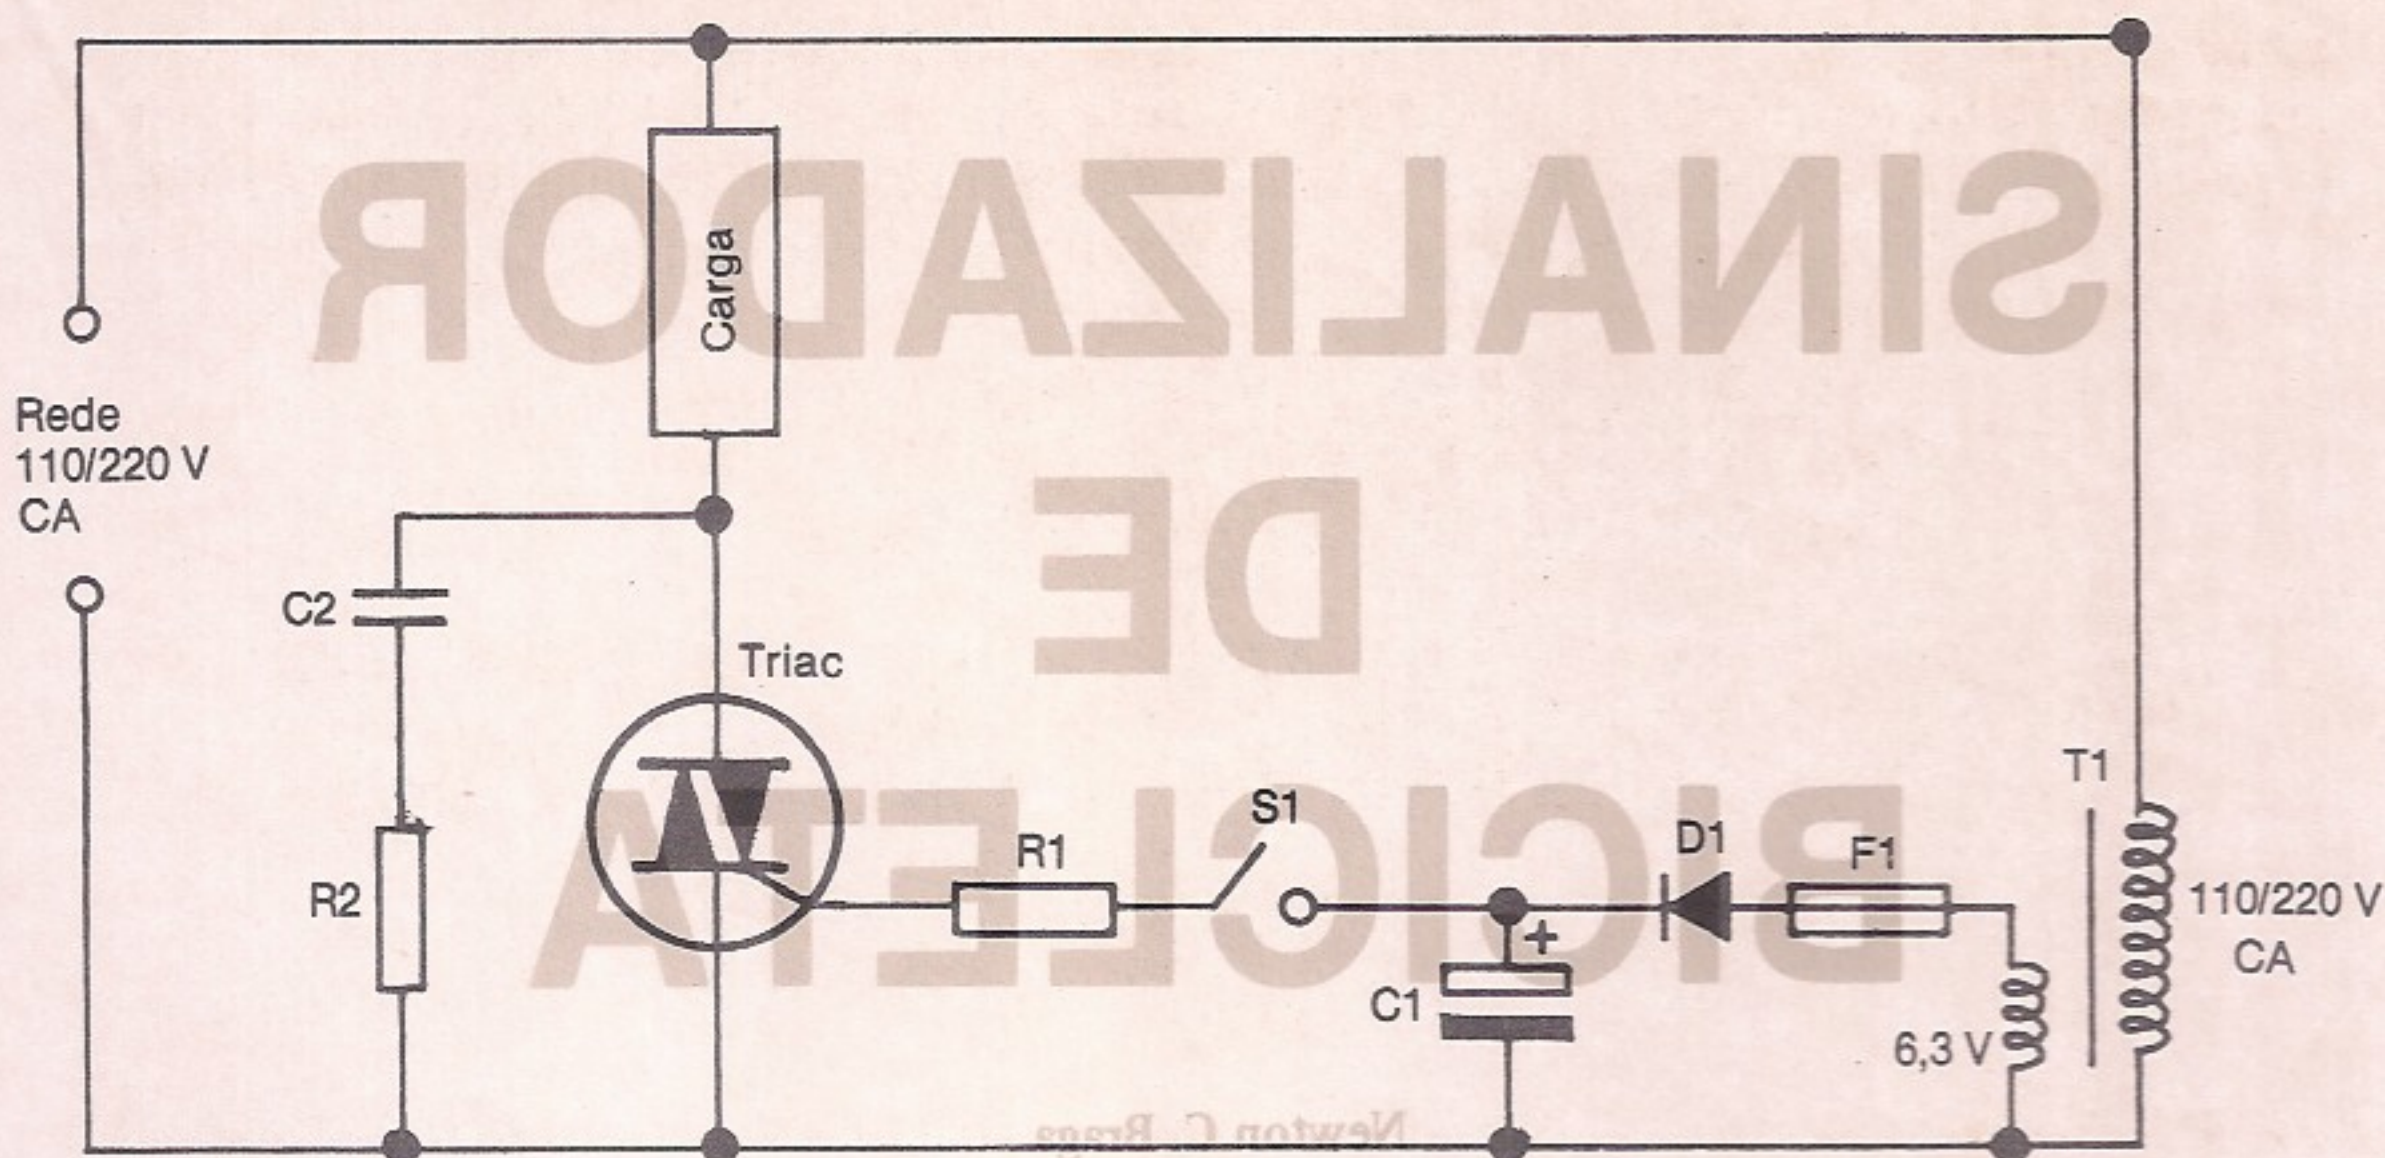 SINALIZADOR
DE
BICICLETA
Newton C. Braga
Carga
Rede
110/220 V
CA
C2
Triac
R2
R1
S1
C1
+
D1
F1
6,3 V
T1
110/220 V
CA